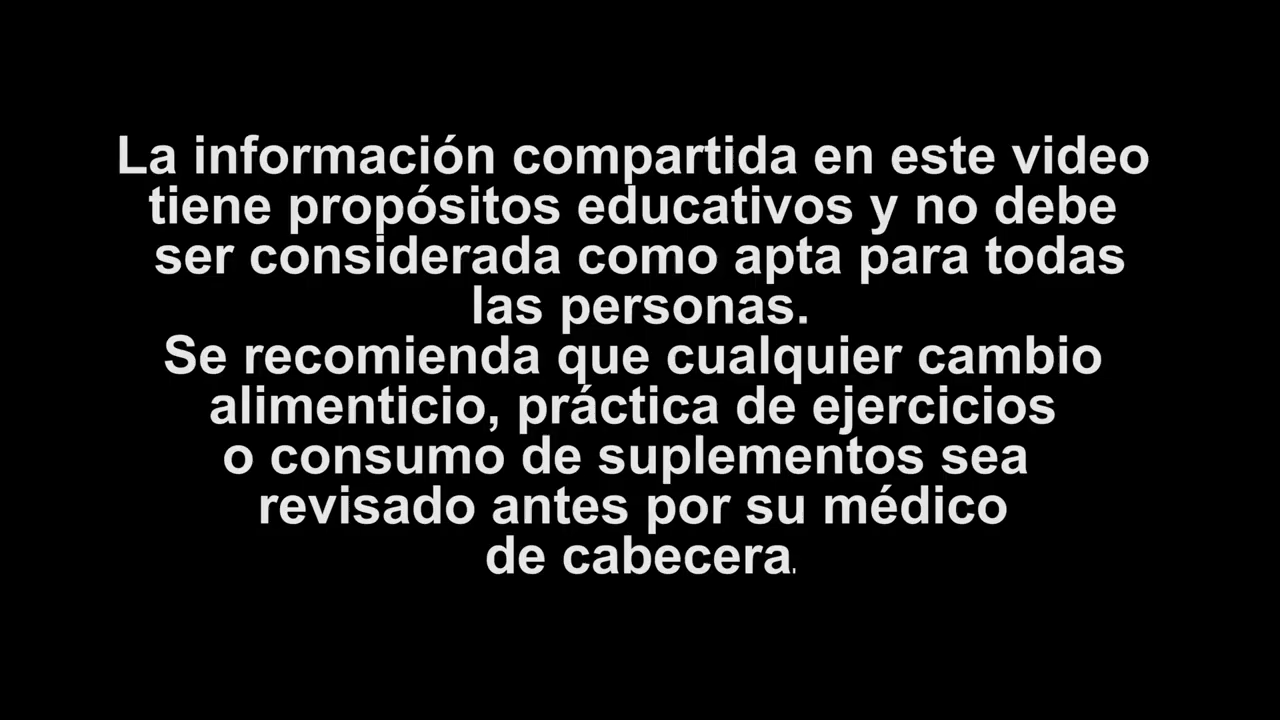 La información compartida en este video
tiene propósitos educativos y no debe
ser considerada como apta para todas
las personas.
Se recomienda que cualquier cambio
alimenticio, práctica de ejercicios
o consumo de suplementos sea
revisado antes por su médico
de cabecera.